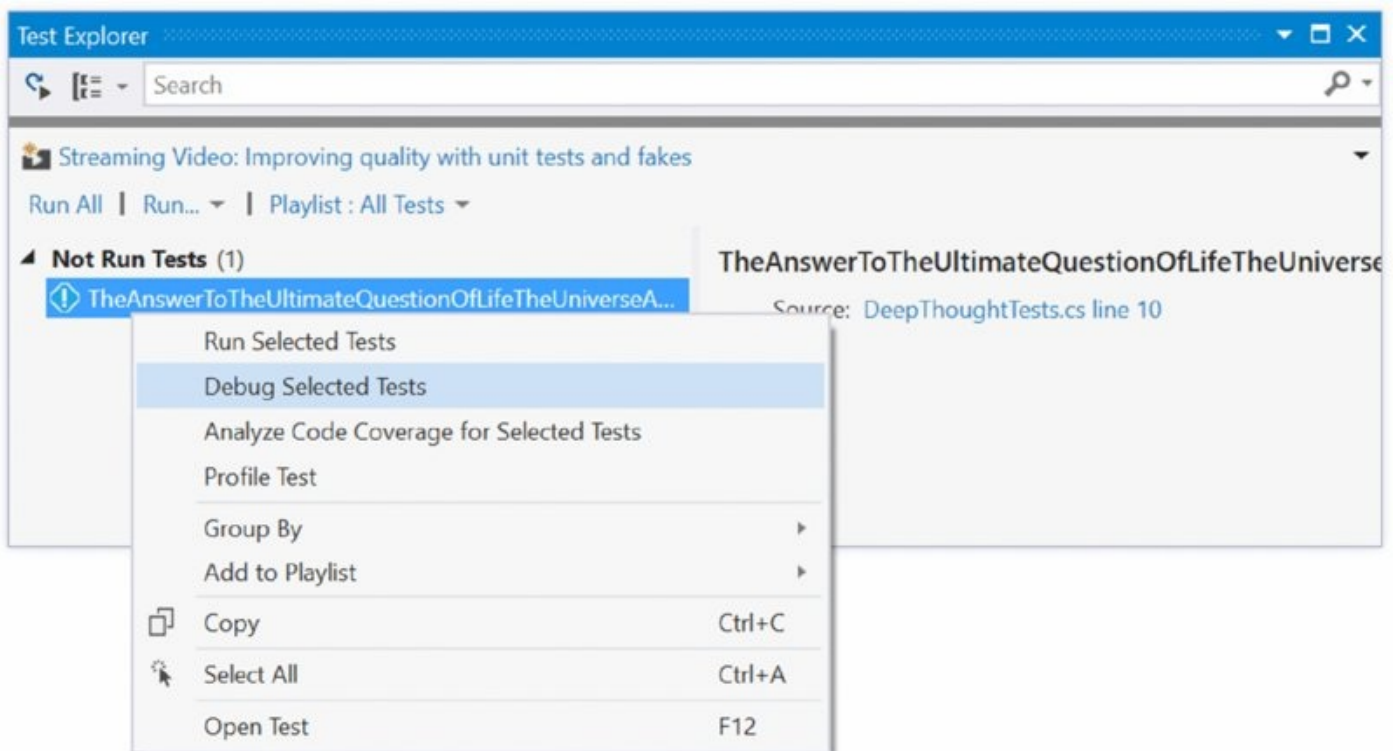 Test Explorer
Search
Streaming Video: Improving quality with unit tests and fakes
Run All | Run... | Playlist : All Tests
Not Run Tests (1)
TheAnswerToTheUltimateQuestionOfLifeTheUniverseA...
TheAnswerToTheUltimateQuestionOfLifeTheUniverse
Source: DeepThoughtTests.cs line 10
Run Selected Tests
Debug Selected Tests
Analyze Code Coverage for Selected Tests
Profile Test
Group By
Add to Playlist
Copy Ctrl+C
Select All Ctrl+A
Open Test F12